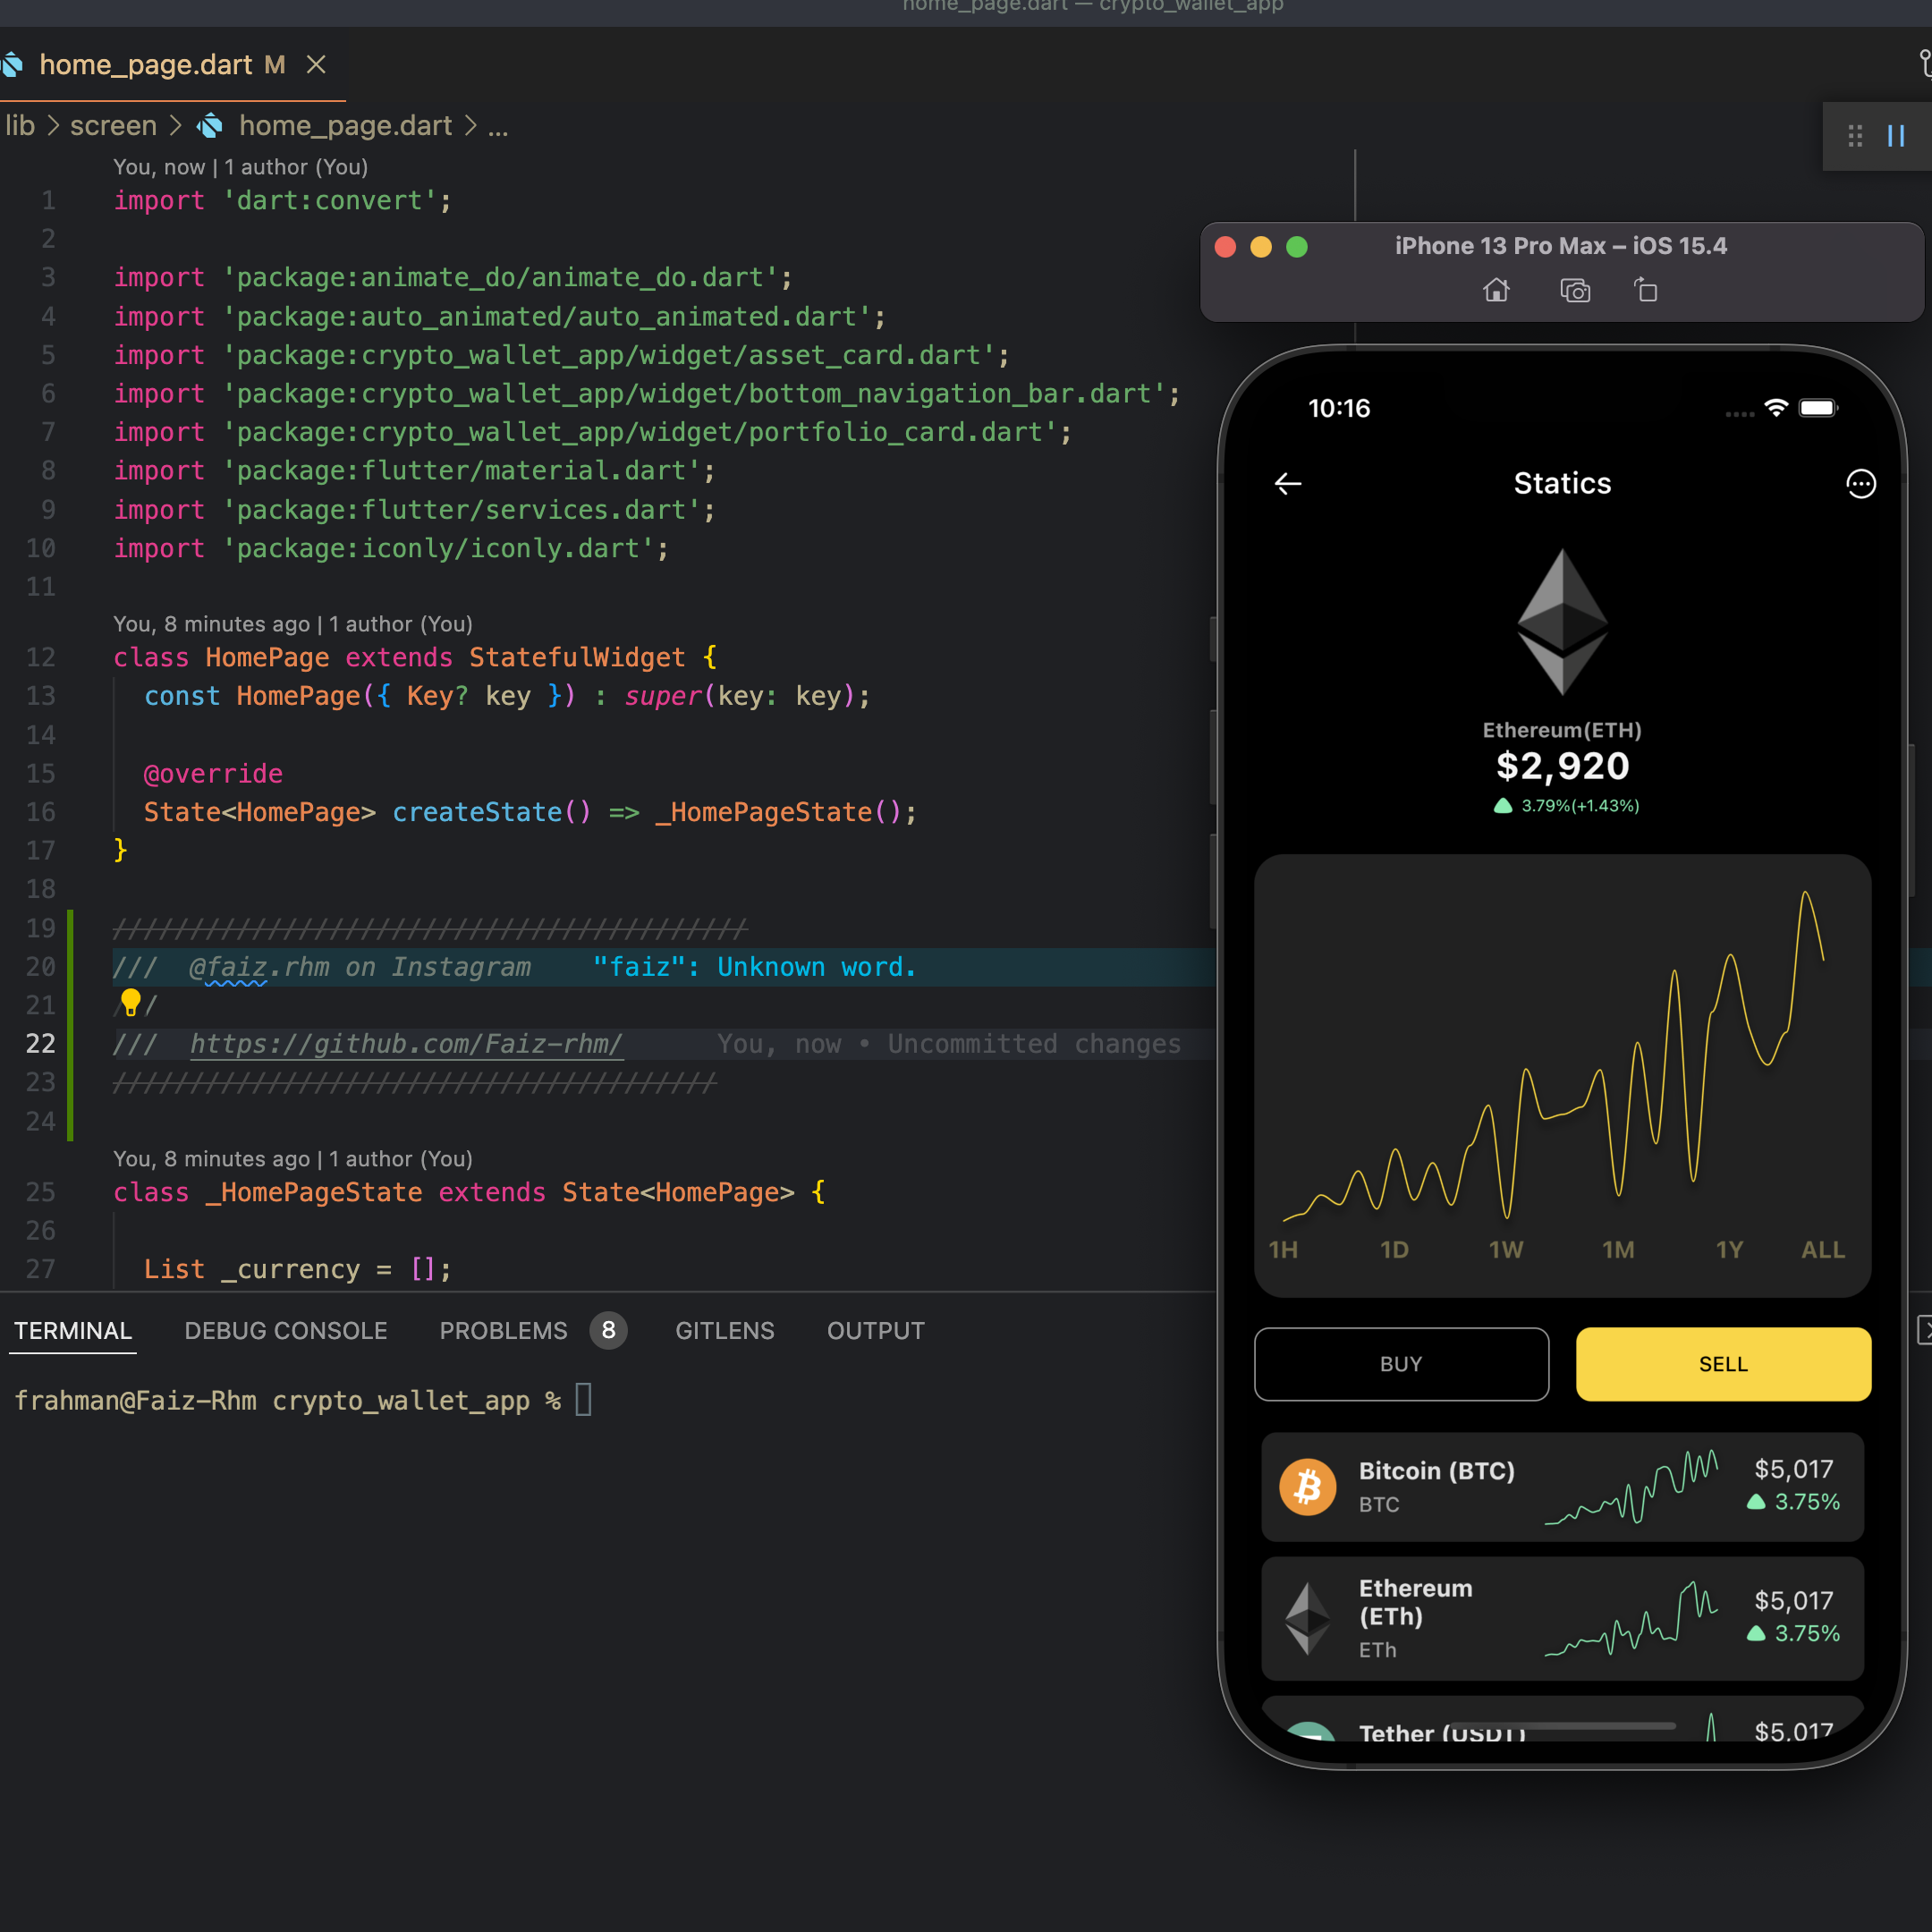 home_page.dart — crypto_wallet_app
home_page.dart M
lib > screen > home_page.dart > ...
You, now | 1 author (You)
1 import 'dart:convert';
2
3 import 'package:animate_do/animate_do.dart';
4 import 'package:auto_animated/auto_animated.dart';
5 import 'package:crypto_wallet_app/widget/asset_card.dart';
6 import 'package:crypto_wallet_app/widget/bottom_navigation_bar.dart';
7 import 'package:crypto_wallet_app/widget/portfolio_card.dart';
8 import 'package:flutter/material.dart';
9 import 'package:flutter/services.dart';
10 import 'package:iconly/iconly.dart';
11
You, 8 minutes ago | 1 author (You)
12 class HomePage extends StatefulWidget {
13 const HomePage({ Key? key }) : super(key: key);
14
15 @override
16 State<HomePage> createState() => _HomePageState();
17 }
18
19 /////////////////////////////////////////
20 /// @faiz.rhm on Instagram "faiz": Unknown word.
21 ///
22 /// https://github.com/Faiz-rhm/ You, now • Uncommitted changes
23 ///////////////////////////////////////
24
You, 8 minutes ago | 1 author (You)
25 class _HomePageState extends State<HomePage> {
26
27 List _currency = [];
TERMINAL DEBUG CONSOLE PROBLEMS 8 GITLENS OUTPUT
frahman@Faiz-Rhm crypto_wallet_app %
iPhone 13 Pro Max – iOS 15.4
10:16
Statics
Ethereum(ETH)
$2,920
3.79%(+1.43%)
1H 1D 1W 1M 1Y ALL
BUY SELL
Bitcoin (BTC)
BTC
$5,017
3.75%
Ethereum
(ETh)
ETh
$5,017
3.75%
Tether (USDT)
$5,017